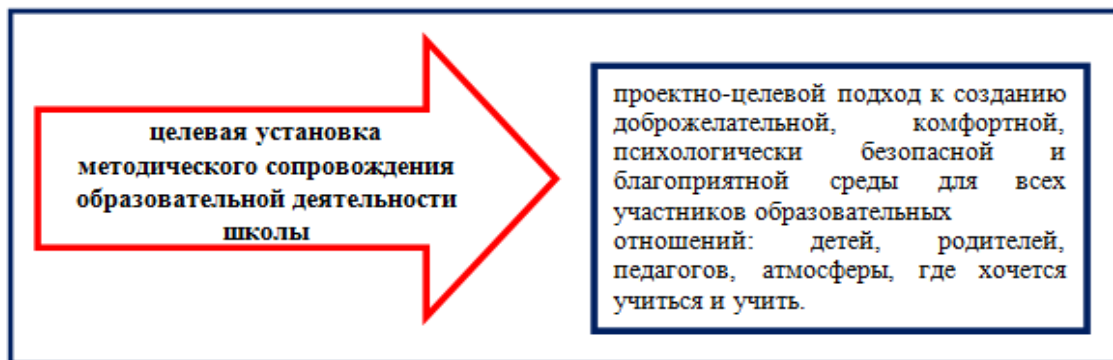 целевая установка
методического сопровождения
образовательной деятельности
школы
проектно-целевой подход к созданию
доброжелательной, комфортной,
психологически безопасной и
благоприятной среды для всех
участников образовательных
отношений: детей, родителей,
педагогов, атмосферы, где хочется
учиться и учить.